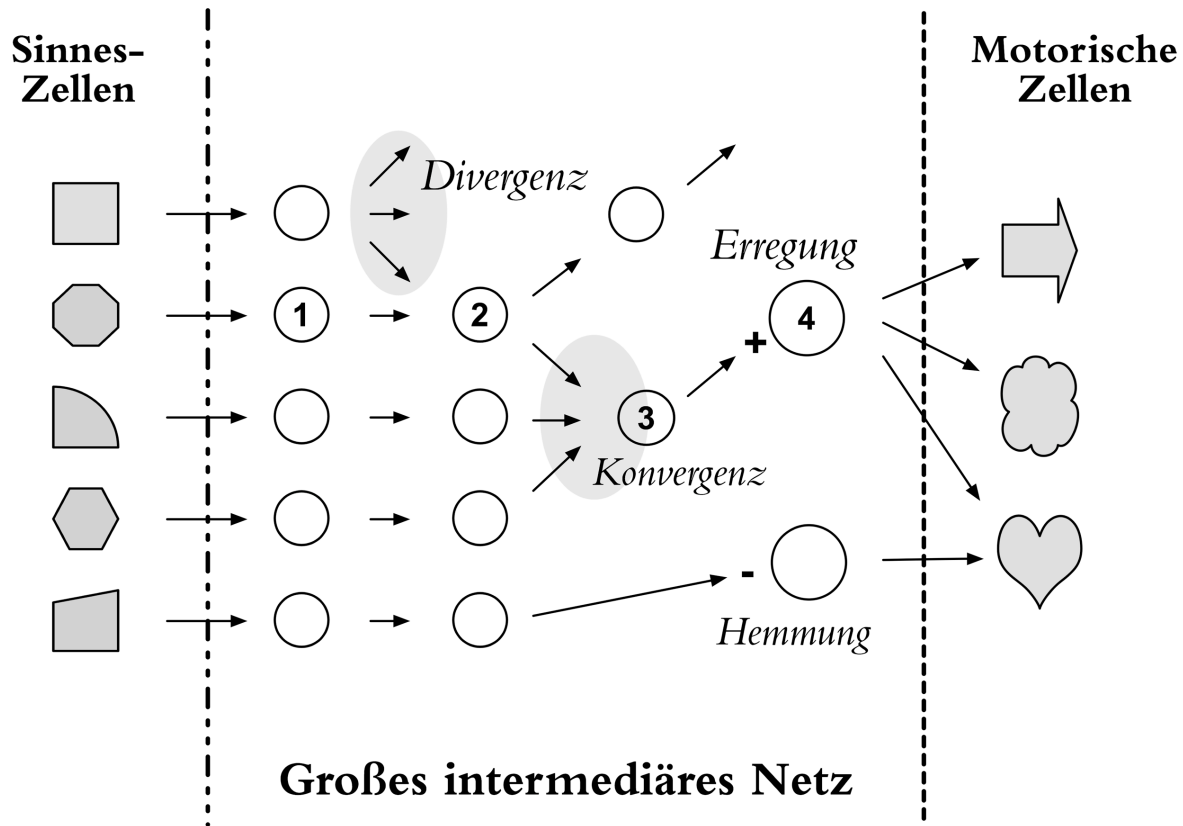 Sinnes-
Zellen
Motorische
Zellen
Divergenz
Erregung
1
2
+
4
3
Konvergenz
-
Hemmung
Großes intermediäres Netz